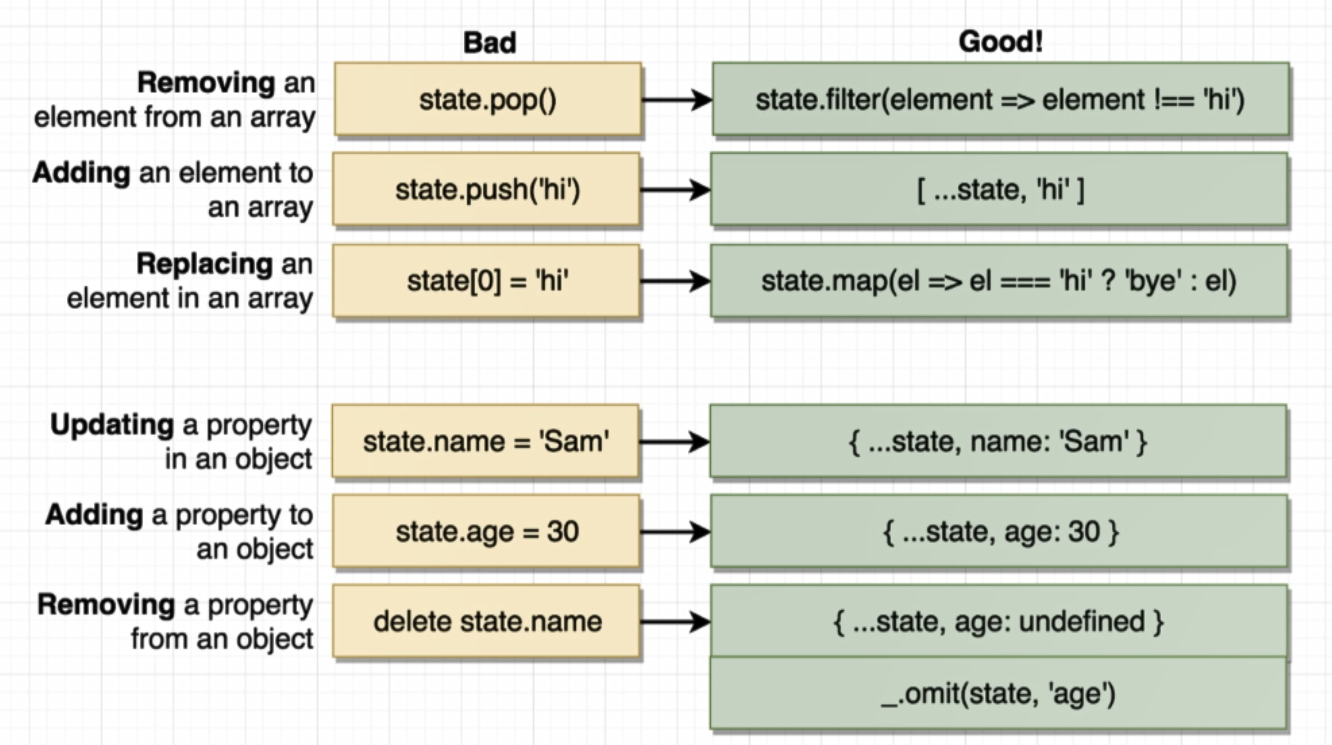 Bad
Good!
Removing an
element from an array
state.pop()
state.filter(element => element !== 'hi')
Adding an element to
an array
state.push('hi')
[ ...state, 'hi' ]
Replacing an
element in an array
state[0] = 'hi'
state.map(el => el === 'hi' ? 'bye' : el)
Updating a property
in an object
state.name = 'Sam'
{ ...state, name: 'Sam' }
Adding a property to
an object
state.age = 30
{ ...state, age: 30 }
Removing a property
from an object
delete state.name
{ ...state, age: undefined }
_.omit(state, 'age')